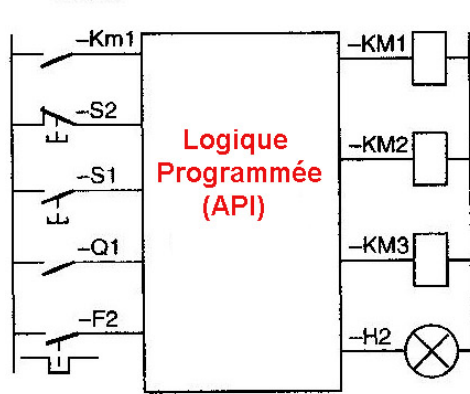 -Km1
-S2
-S1
-Q1
-F2
Logique
Programmée
(API)
-KM1
-KM2
-KM3
-H2